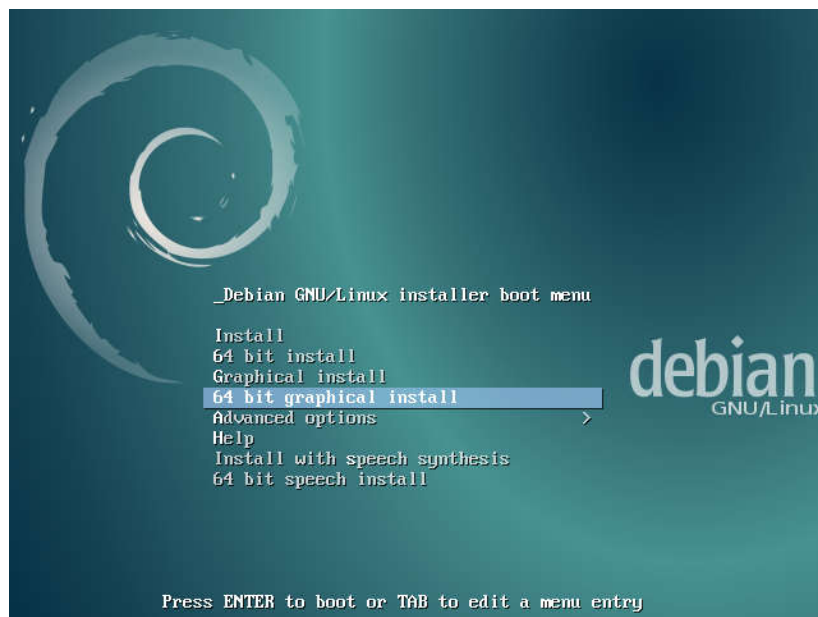 _Debian GNU/Linux installer boot menu
Install
64 bit install
Graphical install
64 bit graphical install
Advanced options >
Help
Install with speech synthesis
64 bit speech install
debian
GNU/Linux
Press ENTER to boot or TAB to edit a menu entry